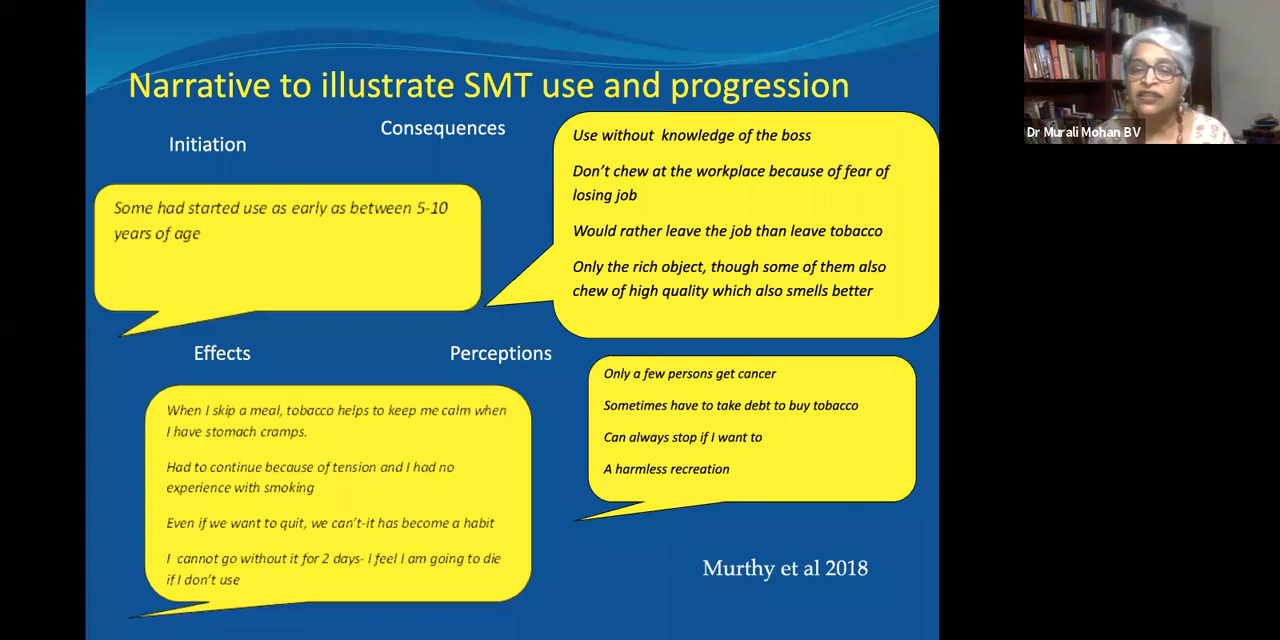 Narrative to illustrate SMT use and progression
Initiation
Some had started use as early as between 5-10
years of age
Consequences
Use without knowledge of the boss
Don't chew at the workplace because of fear of
losing job
Would rather leave the job than leave tobacco
Only the rich object, though some of them also
chew of high quality which also smells better
Effects
When I skip a meal, tobacco helps to keep me calm when
I have stomach cramps.
Had to continue because of tension and I had no
experience with smoking
Even if we want to quit, we can't-it has become a habit
I cannot go without it for 2 days- I feel I am going to die
if I don't use
Perceptions
Only a few persons get cancer
Sometimes have to take debt to buy tobacco
Can always stop if I want to
A harmless recreation
Murthy et al 2018
Dr Murali Mohan BV